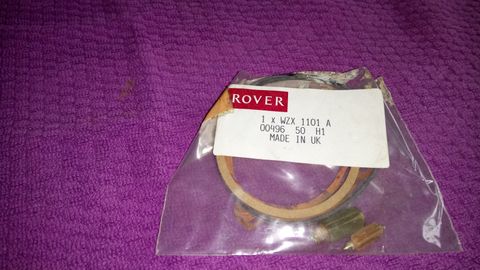 ROVER
1 x WZX 1101 A
00496 50 H1
MADE IN UK